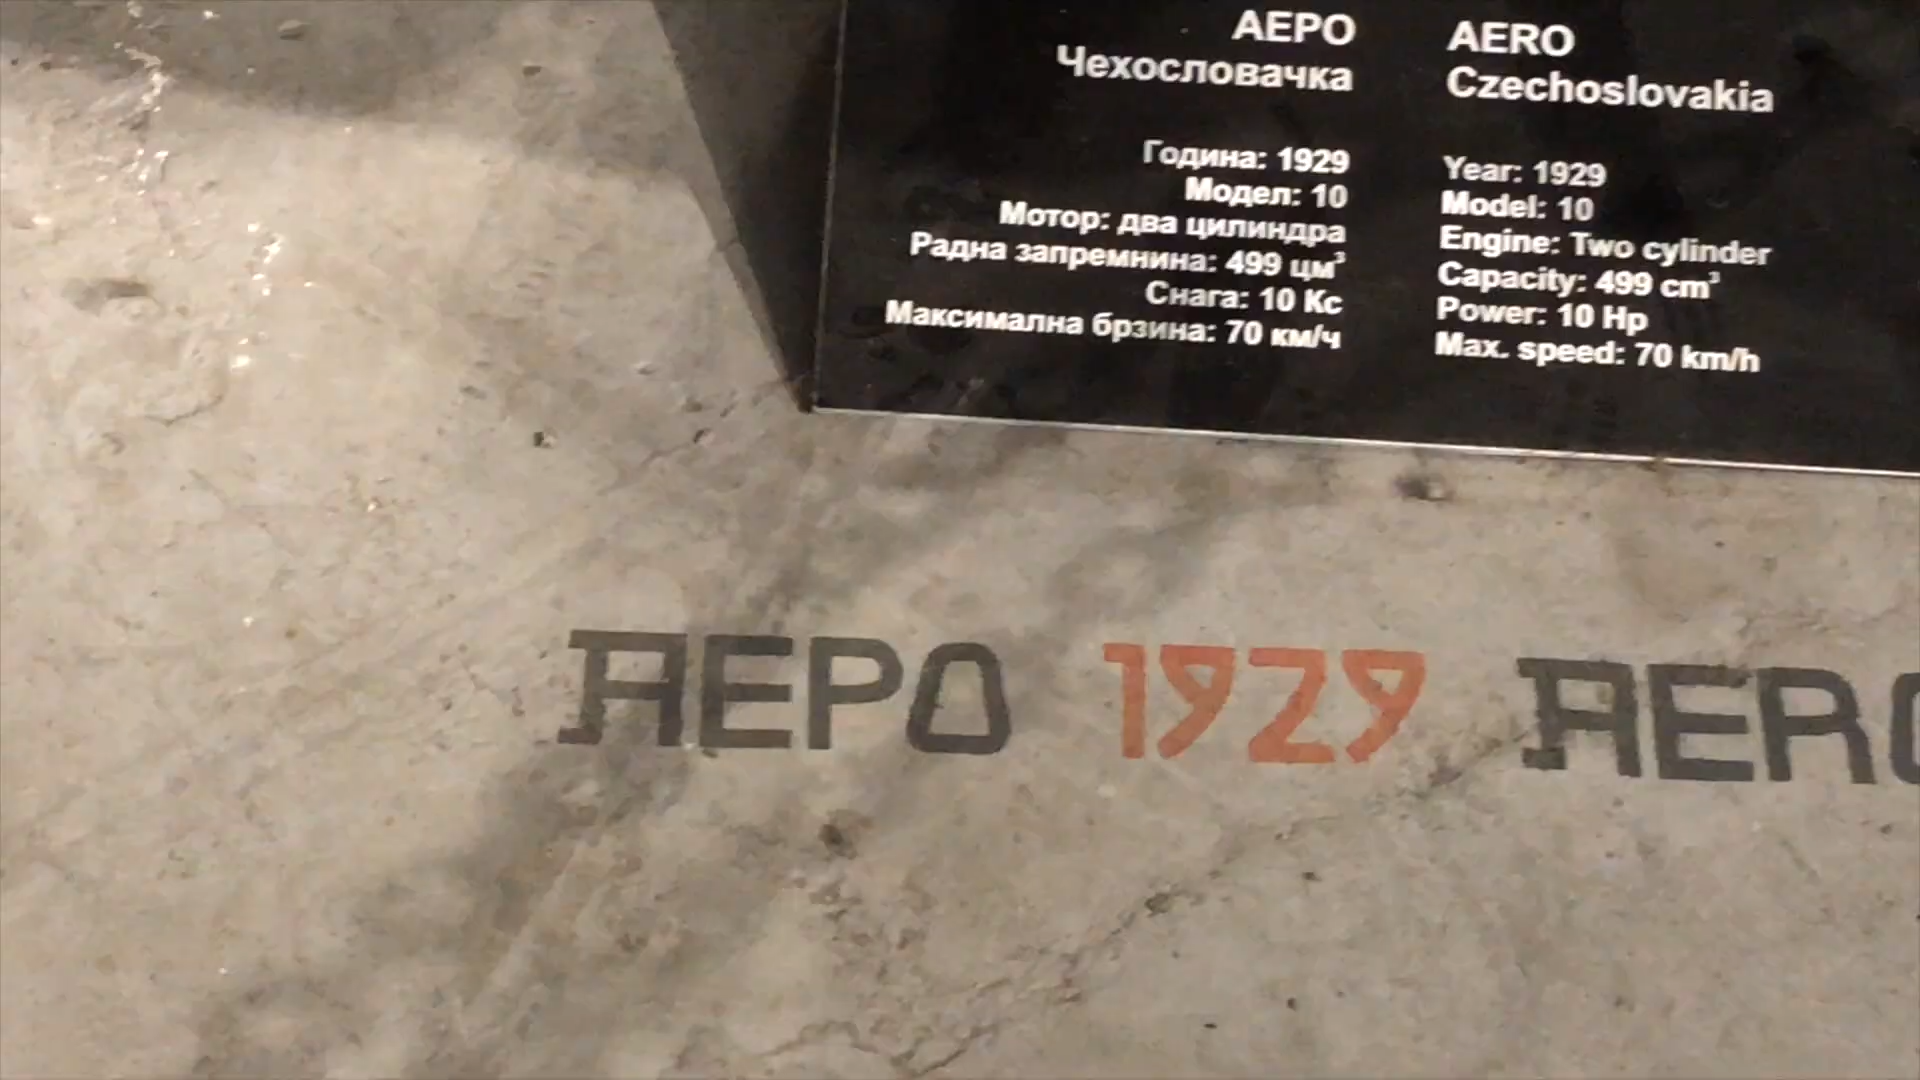 АЕРО
Чехословачка
Година: 1929
Модел: 10
Мотор: два цилиндра
Радна запремнина: 499 цм³
Снага: 10 Кс
Максимална брзина: 70 км/ч
AERO
Czechoslovakia
Year: 1929
Model: 10
Engine: Two cylinder
Capacity: 499 cm³
Power: 10 Hp
Max. speed: 70 km/h
АЕРО 1929 AERO